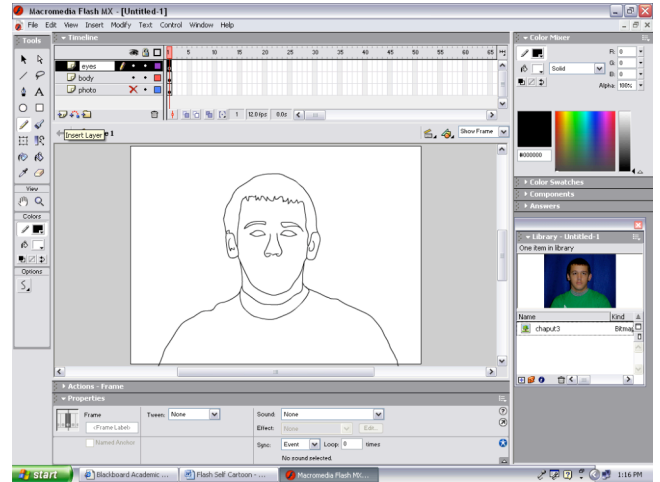 Macromedia Flash MX - [Untitled-1]
File Edit View Insert Modify Text Control Window Help
Tools
Timeline
5 10 15 20 25 30 35 40 45 50 55 60 65
eyes
body
photo
1 12.0 fps 0.0s
Insert Layer
e 1
Show Frame
View
Colors
Options
Color Mixer
Solid
R: 0
G: 0
B: 0
Alpha: 100%
#000000
Color Swatches
Components
Answers
Library - Untitled-1
One item in library
Name Kind
chaput3 Bitmap
Actions - Frame
Properties
Frame
<Frame Label>
Named Anchor
Tween: None
Sound: None
Effect: None Edit...
Sync: Event Loop: 0 times
No sound selected.
start
Blackboard Academic ...
Flash Self Cartoon - ...
Macromedia Flash MX...
1:16 PM